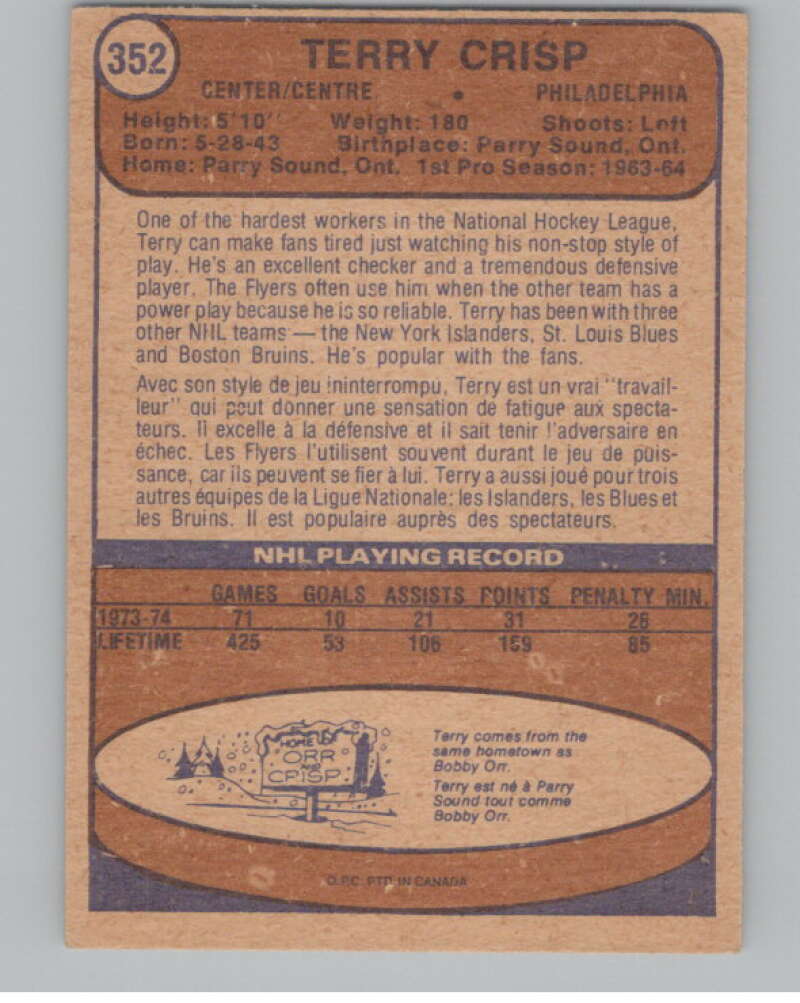 352
TERRY CRISP
CENTER/CENTRE • PHILADELPHIA
Height: 5'10'' Weight: 180 Shoots: Left
Born: 5-28-43 Birthplace: Parry Sound, Ont.
Home: Parry Sound, Ont. 1st Pro Season: 1963-64
One of the hardest workers in the National Hockey League,
Terry can make fans tired just watching his non-stop style of
play. He's an excellent checker and a tremendous defensive
player. The Flyers often use him when the other team has a
power play because he is so reliable. Terry has been with three
other NHL teams — the New York Islanders, St. Louis Blues
and Boston Bruins. He's popular with the fans.
Avec son style de jeu ininterrompu, Terry est un vrai "travail-
leur" qui peut donner une sensation de fatigue aux specta-
teurs. Il excelle à la défensive et il sait tenir l'adversaire en
échec. Les Flyers l'utilisent souvent durant le jeu de puis-
sance, car ils peuvent se fier à lui. Terry a aussi joué pour trois
autres équipes de la Ligue Nationale: les Islanders, les Blues et
les Bruins. Il est populaire auprès des spectateurs.
NHL PLAYING RECORD
GAMES GOALS ASSISTS POINTS PENALTY MIN.
1973-74 71 10 21 31 26
LIFETIME 425 53 106 159 85
HOME OF
ORR
AND
CRISP
Terry comes from the
same hometown as
Bobby Orr.
Terry est né à Parry
Sound tout comme
Bobby Orr.
O.P.C. PTD. IN CANADA